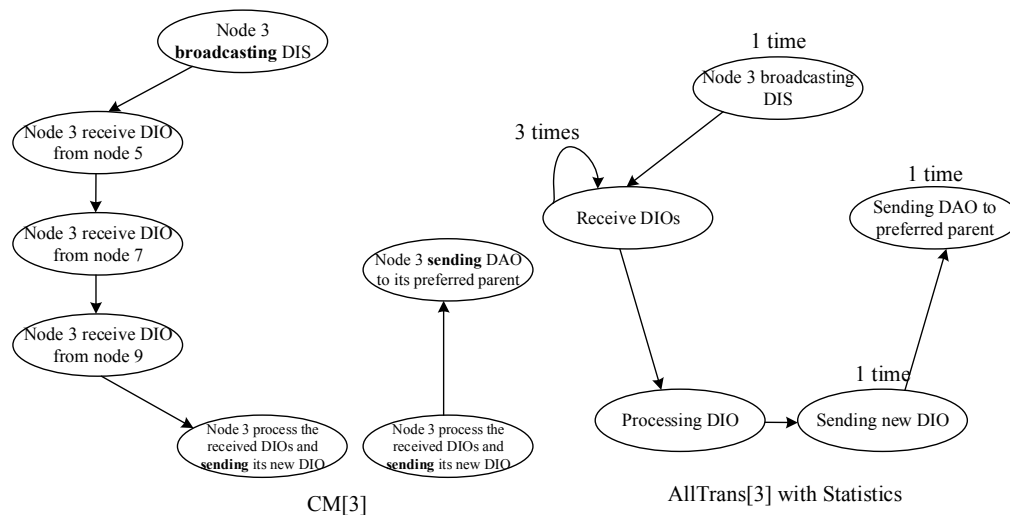 Node 3
broadcasting DIS
Node 3 receive DIO
from node 5
Node 3 receive DIO
from node 7
Node 3 receive DIO
from node 9
Node 3 process the
received DIOs and
sending its new DIO
Node 3 sending DAO
to its preferred parent
Node 3 process the
received DIOs and
sending its new DIO
CM[3]
1 time
Node 3 broadcasting
DIS
3 times
Receive DIOs
Processing DIO
1 time
Sending new DIO
1 time
Sending DAO to
preferred parent
AllTrans[3] with Statistics